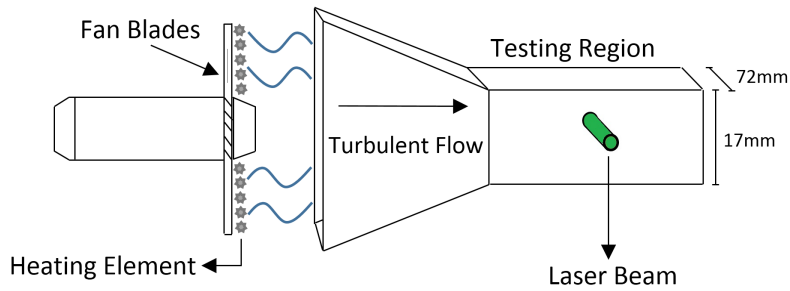 Fan Blades
Testing Region
72mm
17mm
Turbulent Flow
Heating Element
Laser Beam